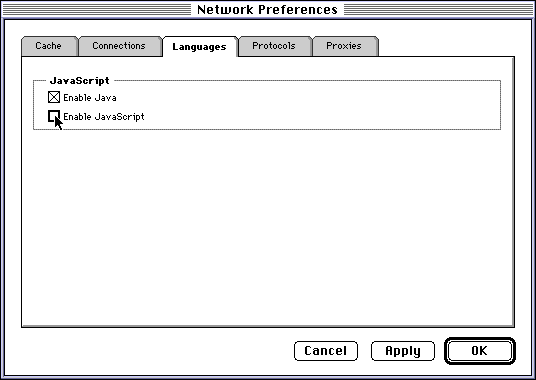 Network Preferences
Cache Connections Languages Protocols Proxies
JavaScript
Enable Java
Enable JavaScript
Cancel Apply OK